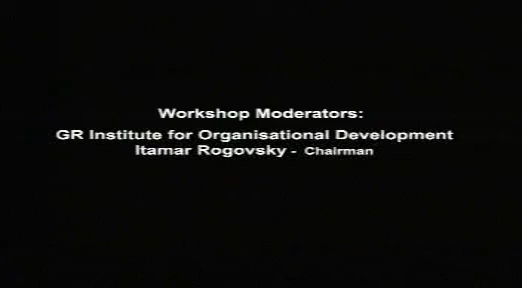 Workshop Moderators:
GR Institute for Organisational Development
Itamar Rogovsky - Chairman